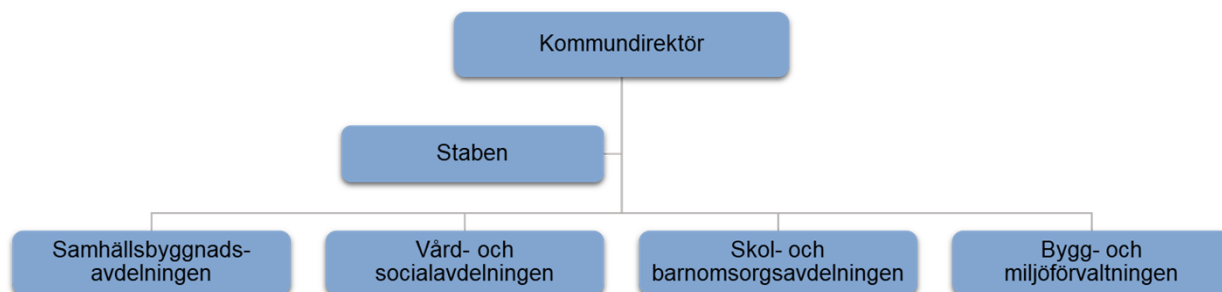 Kommundirektör
Staben
Samhällsbyggnads-
avdelningen
Vård- och
socialavdelningen
Skol- och
barnomsorgsavdelningen
Bygg- och
miljöförvaltningen